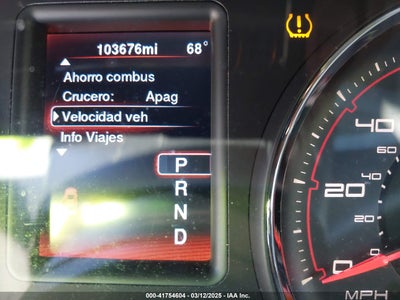 103676mi 68°
Ahorro combus
Crucero: Apag
Velocidad veh
Info Viajes
P
R
N
D
40
60
20
20
0
0
MPH
000-41754604 - 03/12/2025 - IAA, Inc.